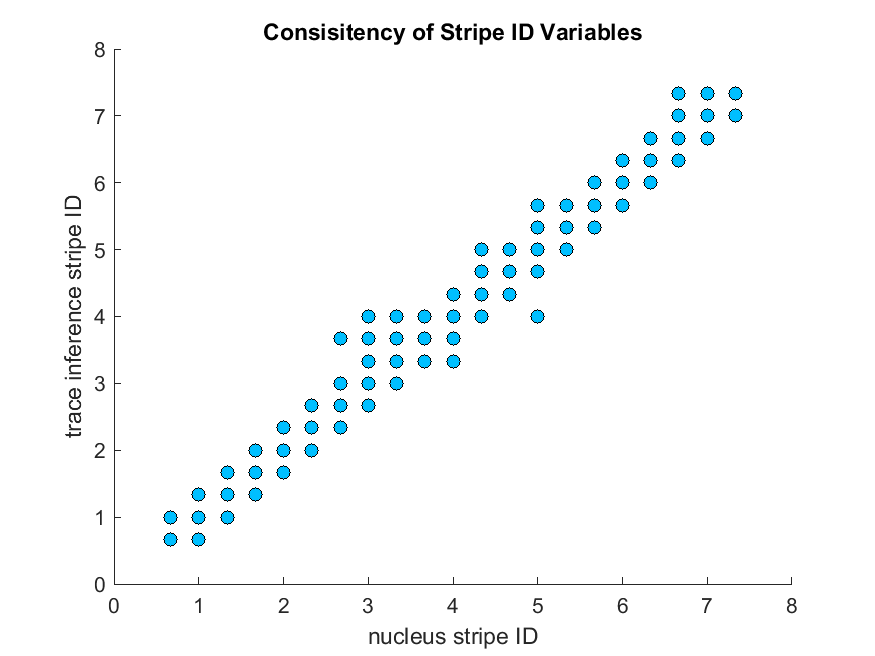 Consisitency of Stripe ID Variables
8
7
6
5
4
3
2
1
0
trace inference stripe ID
0 1 2 3 4 5 6 7 8
nucleus stripe ID